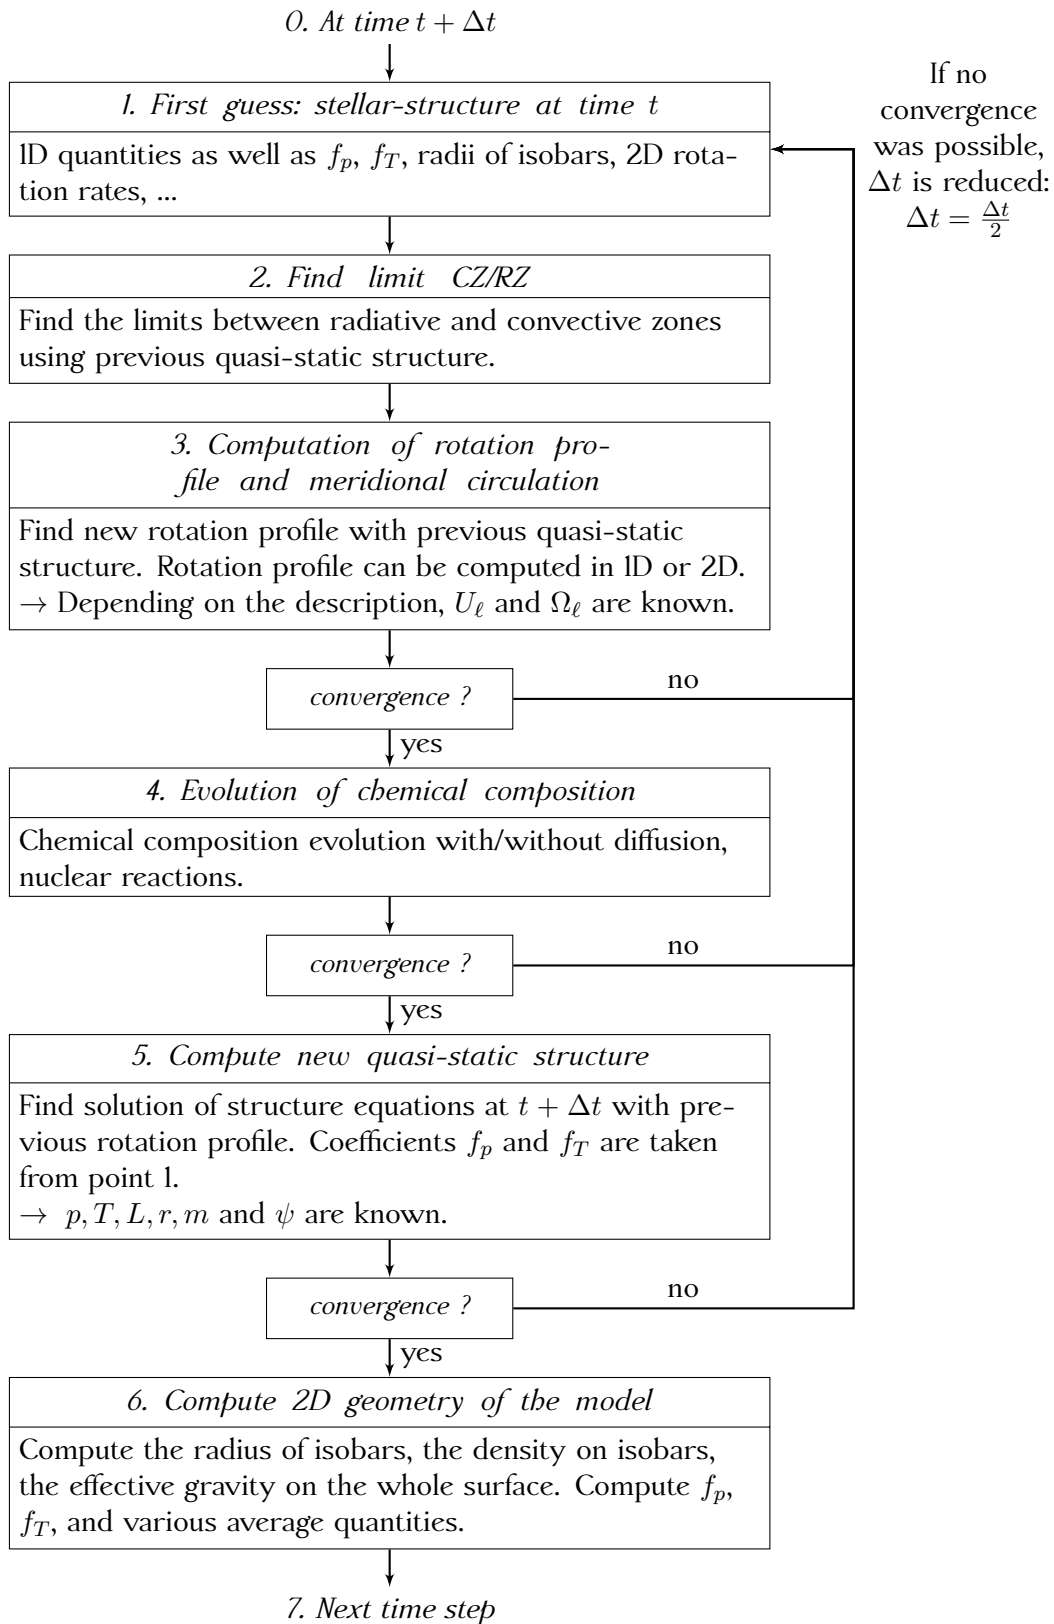 0. At time t + Δt
1. First guess: stellar-structure at time t
1D quantities as well as f_p, f_T, radii of isobars, 2D rota-
tion rates, ...
If no
convergence
was possible,
Δt is reduced:
Δt = Δt/2
2. Find limit CZ/RZ
Find the limits between radiative and convective zones
using previous quasi-static structure.
3. Computation of rotation pro-
file and meridional circulation
Find new rotation profile with previous quasi-static
structure. Rotation profile can be computed in 1D or 2D.
→ Depending on the description, U_ℓ and Ω_ℓ are known.
convergence ?
no
yes
4. Evolution of chemical composition
Chemical composition evolution with/without diffusion,
nuclear reactions.
convergence ?
no
yes
5. Compute new quasi-static structure
Find solution of structure equations at t + Δt with pre-
vious rotation profile. Coefficients f_p and f_T are taken
from point 1.
→ p, T, L, r, m and ψ are known.
convergence ?
no
yes
6. Compute 2D geometry of the model
Compute the radius of isobars, the density on isobars,
the effective gravity on the whole surface. Compute f_p,
f_T, and various average quantities.
7. Next time step